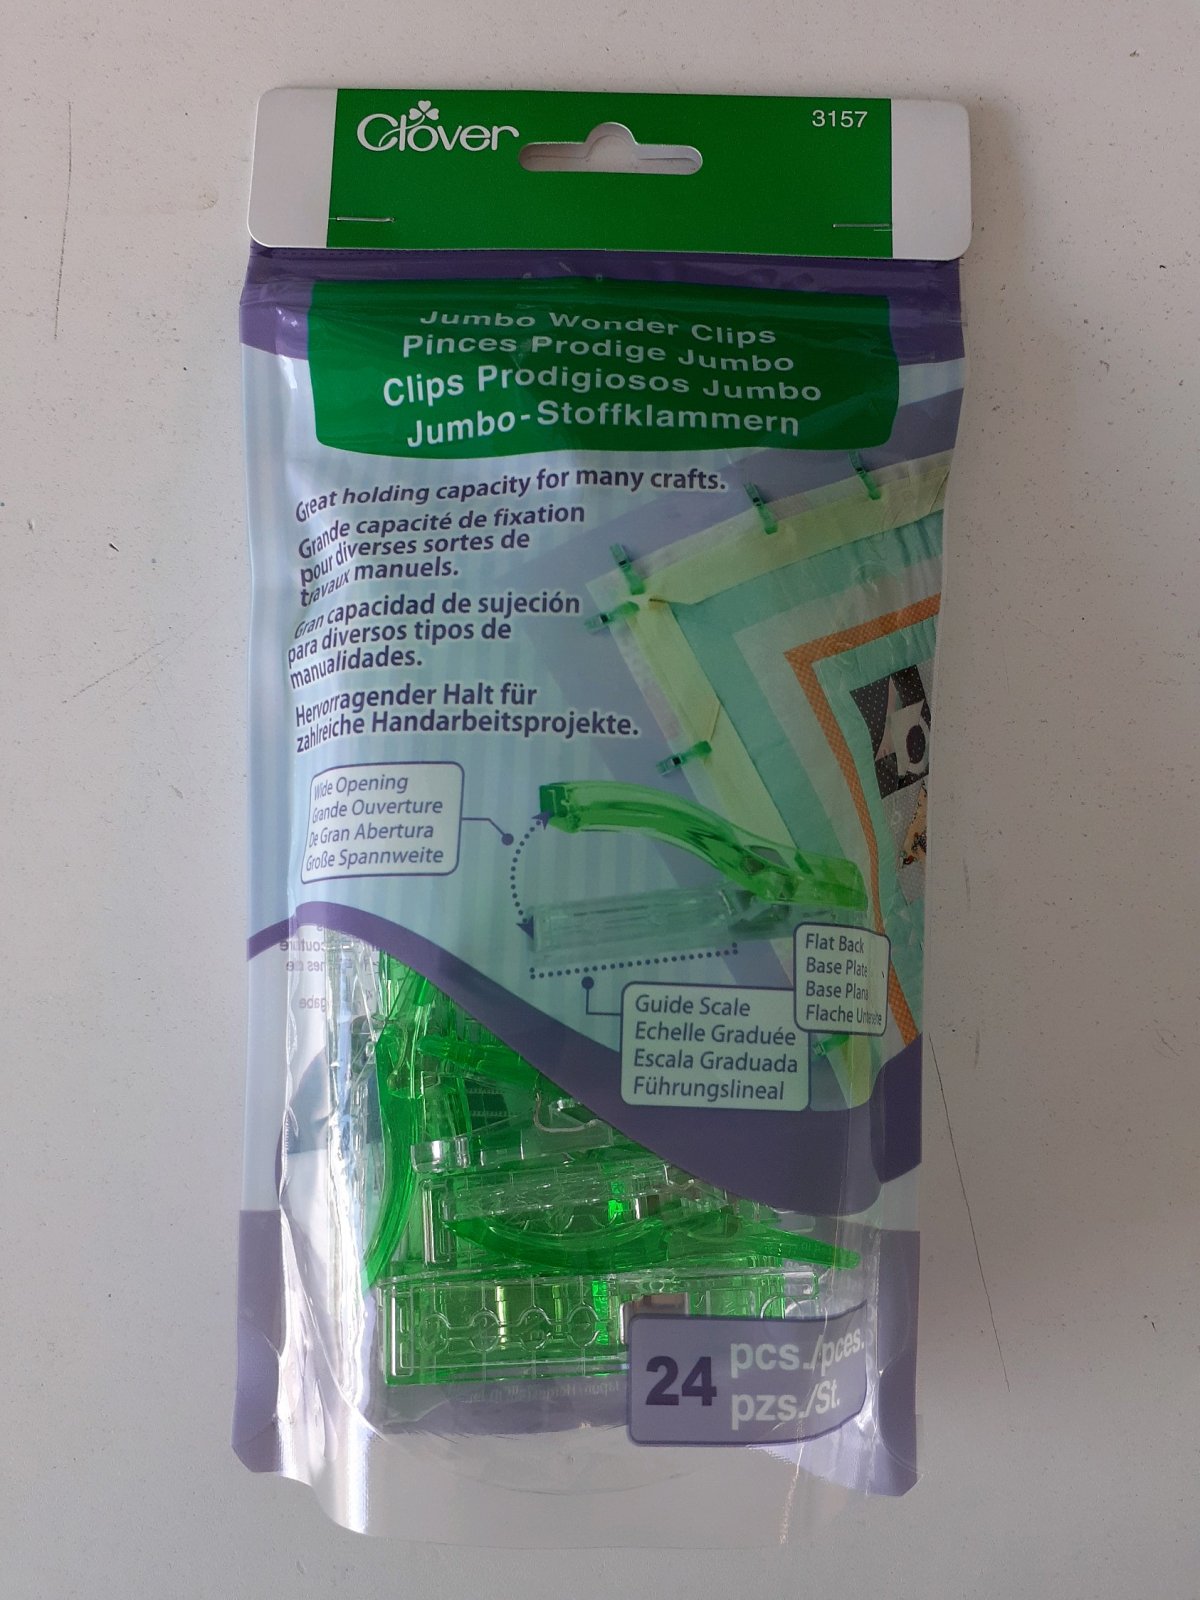 Clover
3157
Jumbo Wonder Clips
Pinces Prodige Jumbo
Clips Prodigiosos Jumbo
Jumbo-Stoffklammern
Great holding capacity for many crafts.
Grande capacité de fixation
pour diverses sortes de
travaux manuels.
Gran capacidad de sujeción
para diversos tipos de
manualidades.
Hervorragender Halt für
zahlreiche Handarbeitsprojekte.
Wide Opening
Grande Ouverture
De Gran Abertura
Große Spannweite
Flat Back
Base Plate
Base Plana
Flache Unterseite
Guide Scale
Echelle Graduée
Escala Graduada
Führungslineal
24 pcs./pces.
pzs./St.